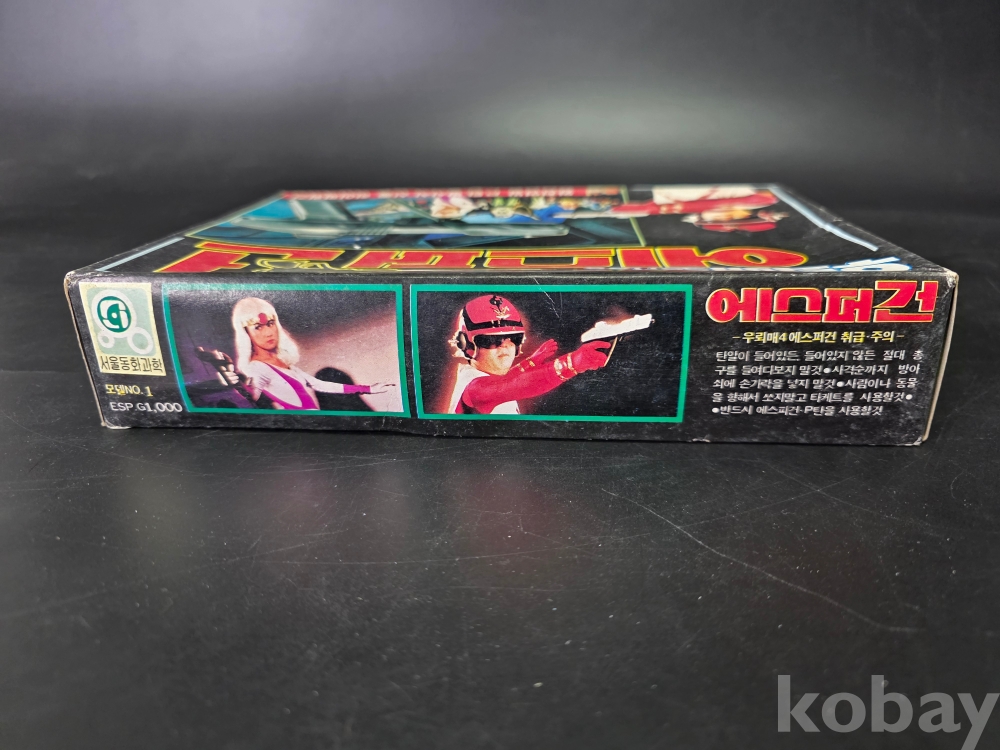 서울동화과학
모델NO. 1
ESP.G1,000
에스퍼건
- 우뢰매4 에스퍼건 취급·주의 -
탄알이 들어있든 들어있지 않든 절대 총
구를 들여다보지 말것•사격순까지 방아
쇠에 손가락을 넣지 말것•사람이나 동물
을 향해서 쏘지말고 타케트를 사용할것•
•반드시 에스퍼건-P탄을 사용할것
에스퍼건
kobay